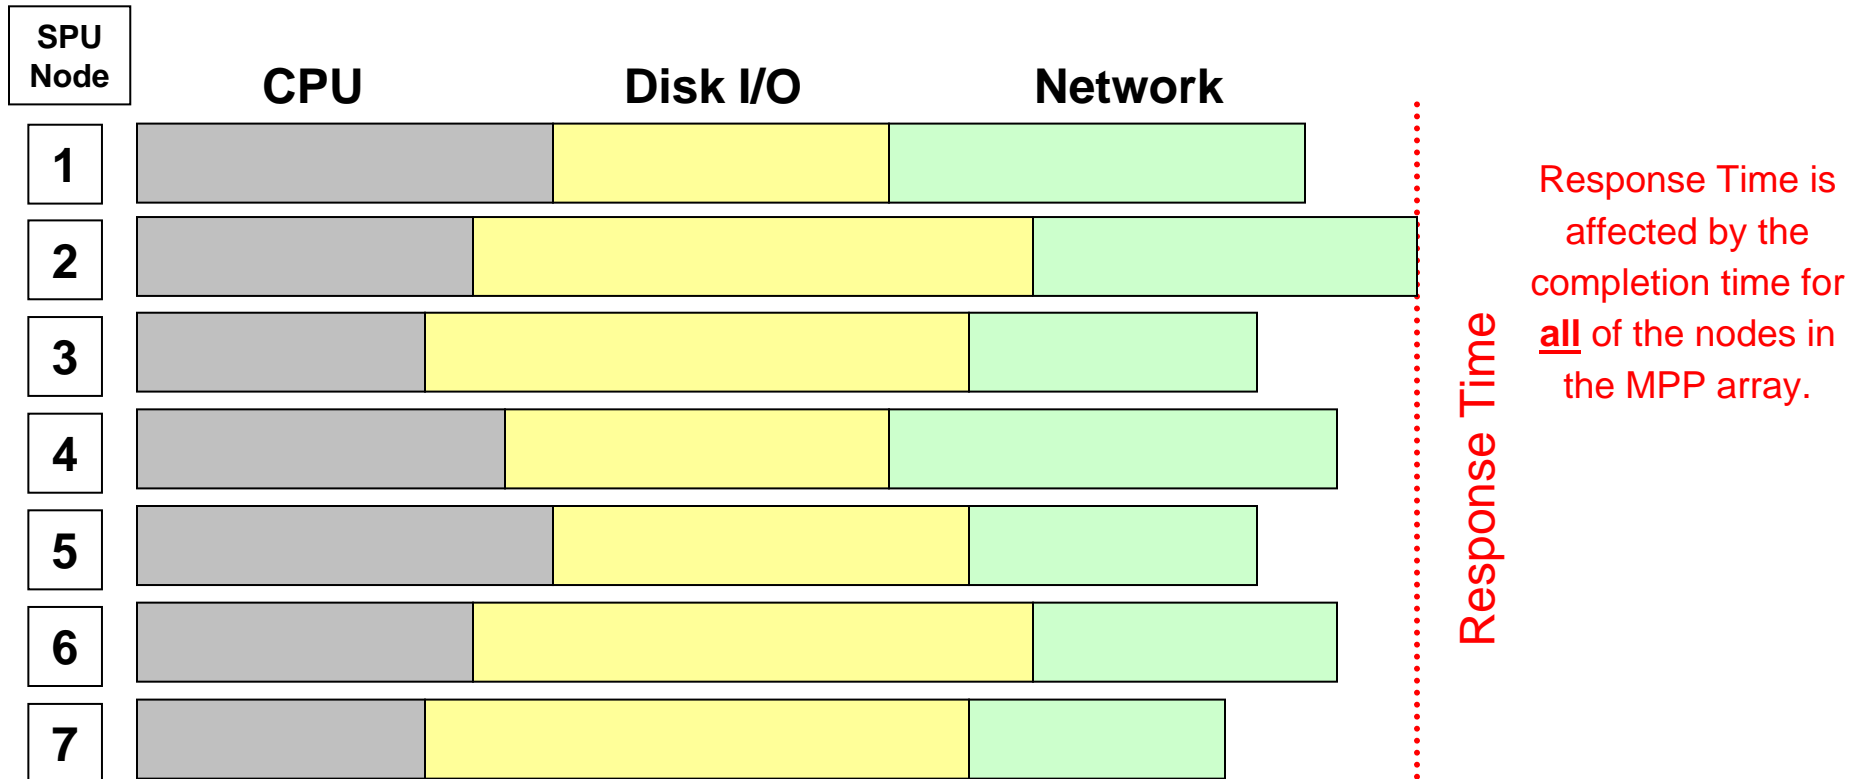 SPU
Node
CPU
Disk I/O
Network
1
2
3
4
5
6
7
Response Time
Response Time is
affected by the
completion time for
all of the nodes in
the MPP array.